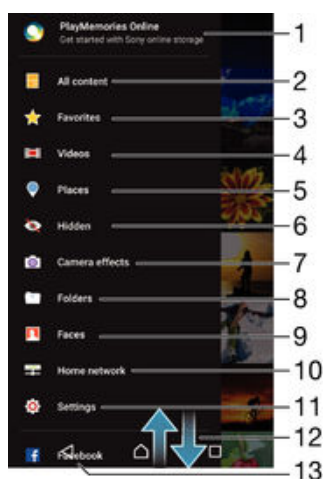 PlayMemories Online 1
Get started with Sony online storage
All content 2
Favorites 3
Videos 4
Places 5
Hidden 6
Camera effects 7
Folders 8
Faces 9
Home network 10
Settings 11
12
Facebook
13